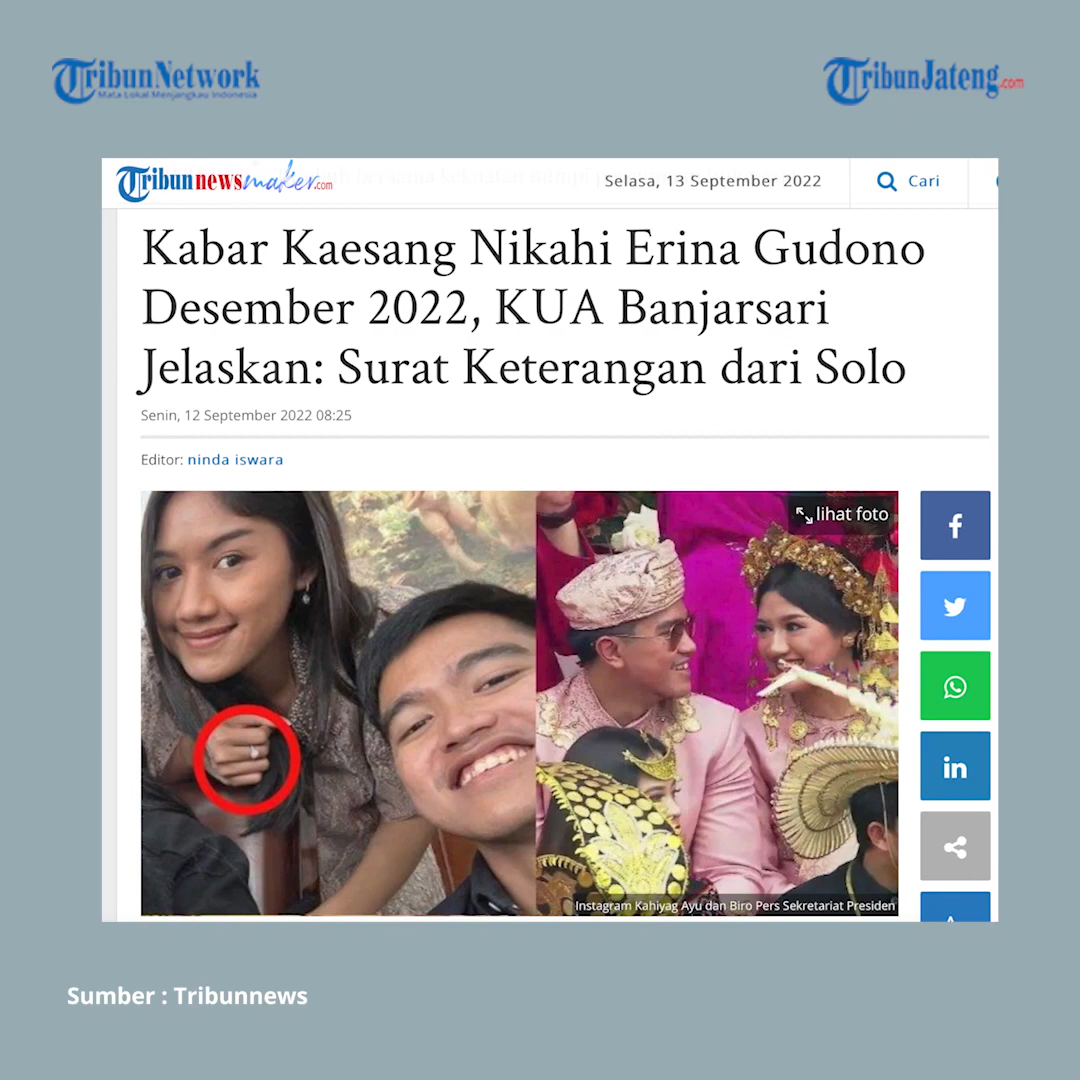 TribunNetwork
Mata Lokal Menjangkau Indonesia
TribunJateng.com
Tribunnewsmaker.com
Selasa, 13 September 2022
Cari
Kabar Kaesang Nikahi Erina Gudono
Desember 2022, KUA Banjarsari
Jelaskan: Surat Keterangan dari Solo
Senin, 12 September 2022 08:25
Editor: ninda iswara
lihat foto
Instagram Kahiyag Ayu dan Biro Pers Sekretariat Presiden
Sumber : Tribunnews